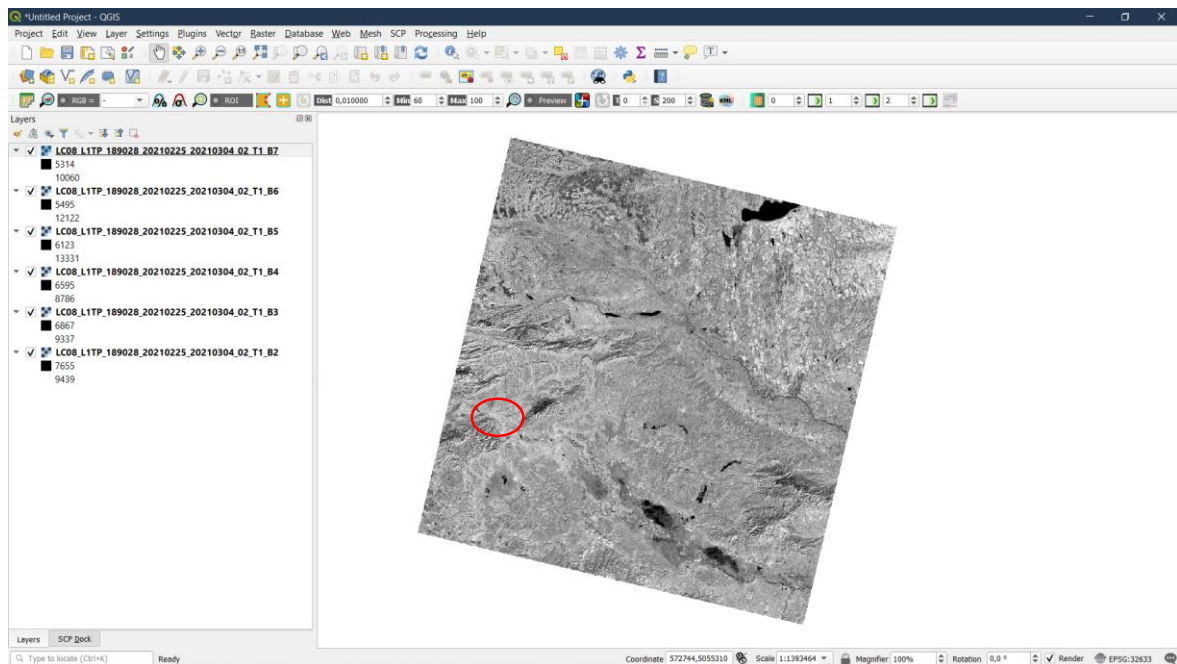 *Untitled Project - QGIS
Project Edit View Layer Settings Plugins Vector Raster Database Web Mesh SCP Processing Help
RGB = - ROI Dist 0,010000 Min 60 Max 100 Preview T 0 S 200 KML 0 1 2
Layers
LC08_L1TP_189028_20210225_20210304_02_T1_B7
5314
10060
LC08_L1TP_189028_20210225_20210304_02_T1_B6
5495
12122
LC08_L1TP_189028_20210225_20210304_02_T1_B5
6123
13331
LC08_L1TP_189028_20210225_20210304_02_T1_B4
6595
8786
LC08_L1TP_189028_20210225_20210304_02_T1_B3
6867
9337
LC08_L1TP_189028_20210225_20210304_02_T1_B2
7655
9439
Layers SCP Dock
Type to locate (Ctrl+K) Ready Coordinate 572744,5055310 Scale 1:1393464 Magnifier 100% Rotation 0,0 ° Render EPSG:32633